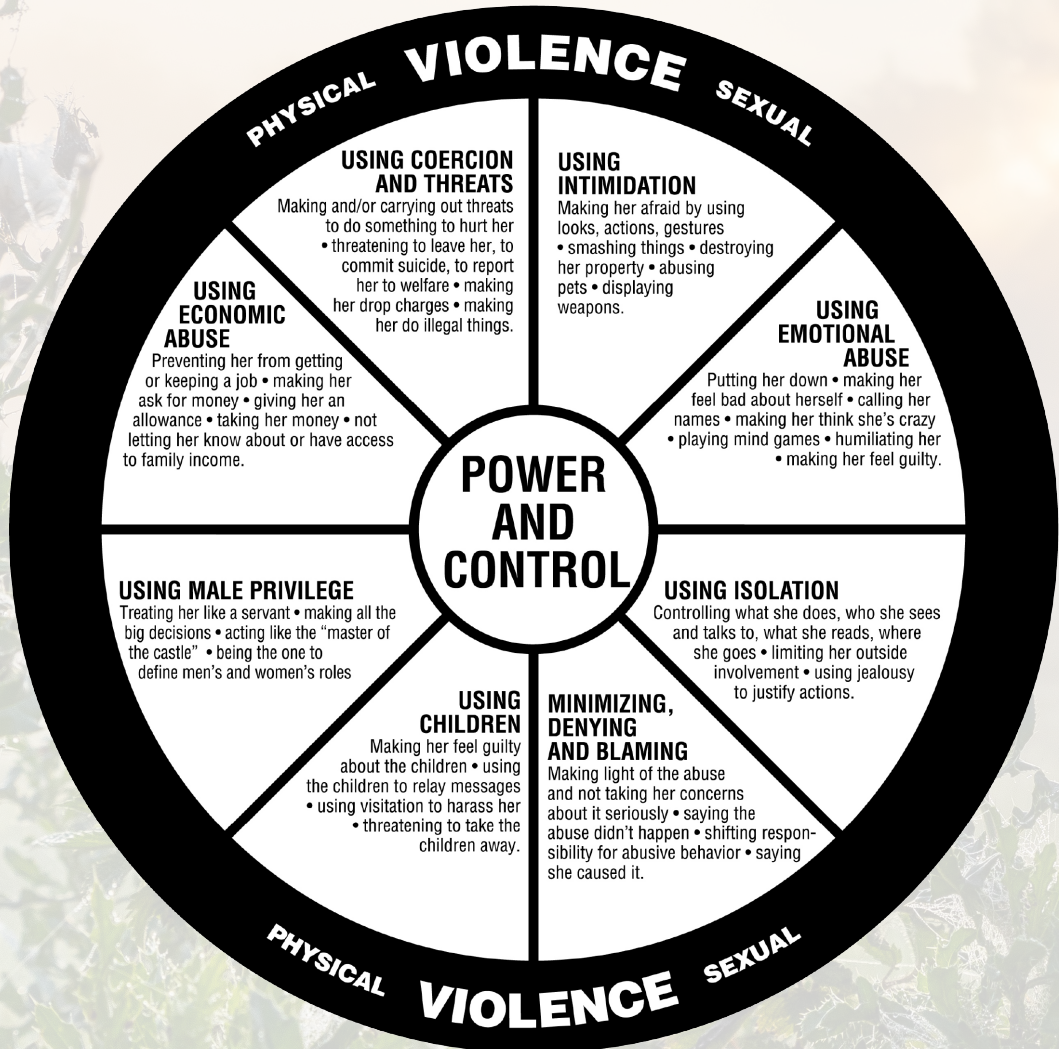 PHYSICAL VIOLENCE SEXUAL
USING COERCION
AND THREATS
Making and/or carrying out threats
to do something to hurt her
• threatening to leave her, to
commit suicide, to report
her to welfare • making
her drop charges • making
her do illegal things.
USING
INTIMIDATION
Making her afraid by using
looks, actions, gestures
• smashing things • destroying
her property • abusing
pets • displaying
weapons.
USING
EMOTIONAL
ABUSE
Putting her down • making her
feel bad about herself • calling her
names • making her think she's crazy
• playing mind games • humiliating her
• making her feel guilty.
USING ISOLATION
Controlling what she does, who she sees
and talks to, what she reads, where
she goes • limiting her outside
involvement • using jealousy
to justify actions.
MINIMIZING,
DENYING
AND BLAMING
Making light of the abuse
and not taking her concerns
about it seriously • saying the
abuse didn't happen • shifting respon-
sibility for abusive behavior • saying
she caused it.
USING
CHILDREN
Making her feel guilty
about the children • using
the children to relay messages
• using visitation to harass her
• threatening to take the
children away.
USING MALE PRIVILEGE
Treating her like a servant • making all the
big decisions • acting like the “master of
the castle” • being the one to
define men's and women's roles
USING
ECONOMIC
ABUSE
Preventing her from getting
or keeping a job • making her
ask for money • giving her an
allowance • taking her money • not
letting her know about or have access
to family income.
POWER
AND
CONTROL
PHYSICAL VIOLENCE SEXUAL